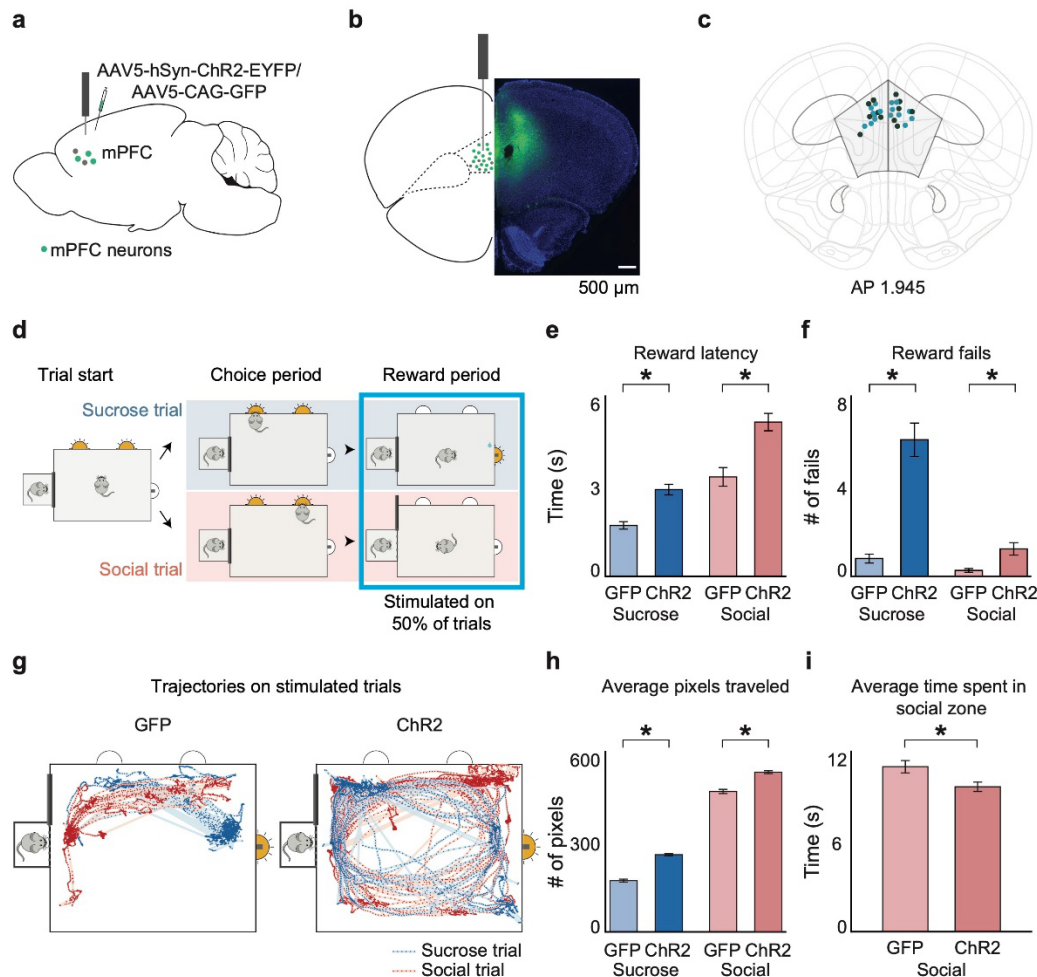 a
AAV5-hSyn-ChR2-EYFP/
AAV5-CAG-GFP
mPFC
mPFC neurons
b
500 µm
c
AP 1.945
d
Trial start
Choice period
Reward period
Sucrose trial
Social trial
Stimulated on
50% of trials
e
Reward latency
*
*
Time (s)
6
3
0
GFP ChR2 GFP ChR2
Sucrose Social
f
Reward fails
*
*
# of fails
8
4
0
GFP ChR2 GFP ChR2
Sucrose Social
g
Trajectories on stimulated trials
GFP
ChR2
Sucrose trial
Social trial
h
Average pixels traveled
*
*
# of pixels
600
300
0
GFP ChR2 GFP ChR2
Sucrose Social
i
Average time spent in
social zone
*
Time (s)
12
6
0
GFP ChR2
Social